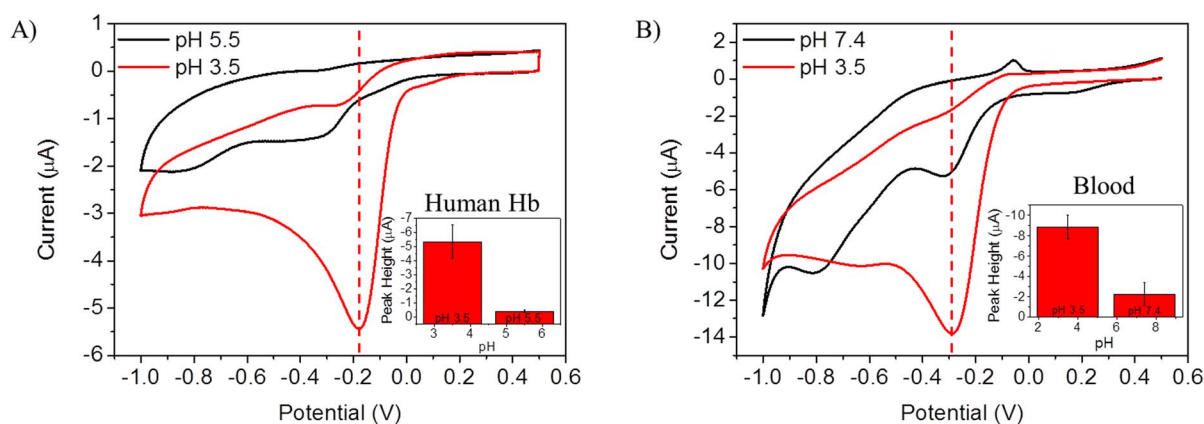 A)
pH 5.5
pH 3.5
1
0
-1
-2
-3
-4
-5
-6
Current (µA)
-1.0
-0.8
-0.6
-0.4
-0.2
0.0
0.2
0.4
0.6
Potential (V)
Human Hb
-7
-6
-5
-4
-3
-2
-1
0
Peak Height (µA)
pH 3.5
pH 5.5
3
4
5
6
pH
B)
pH 7.4
pH 3.5
2
0
-2
-4
-6
-8
-10
-12
-14
Current (µA)
-1.0
-0.8
-0.6
-0.4
-0.2
0.0
0.2
0.4
0.6
Potential (V)
Blood
-10
-8
-6
-4
-2
0
Peak Height (µA)
pH 3.5
pH 7.4
2
4
6
8
pH